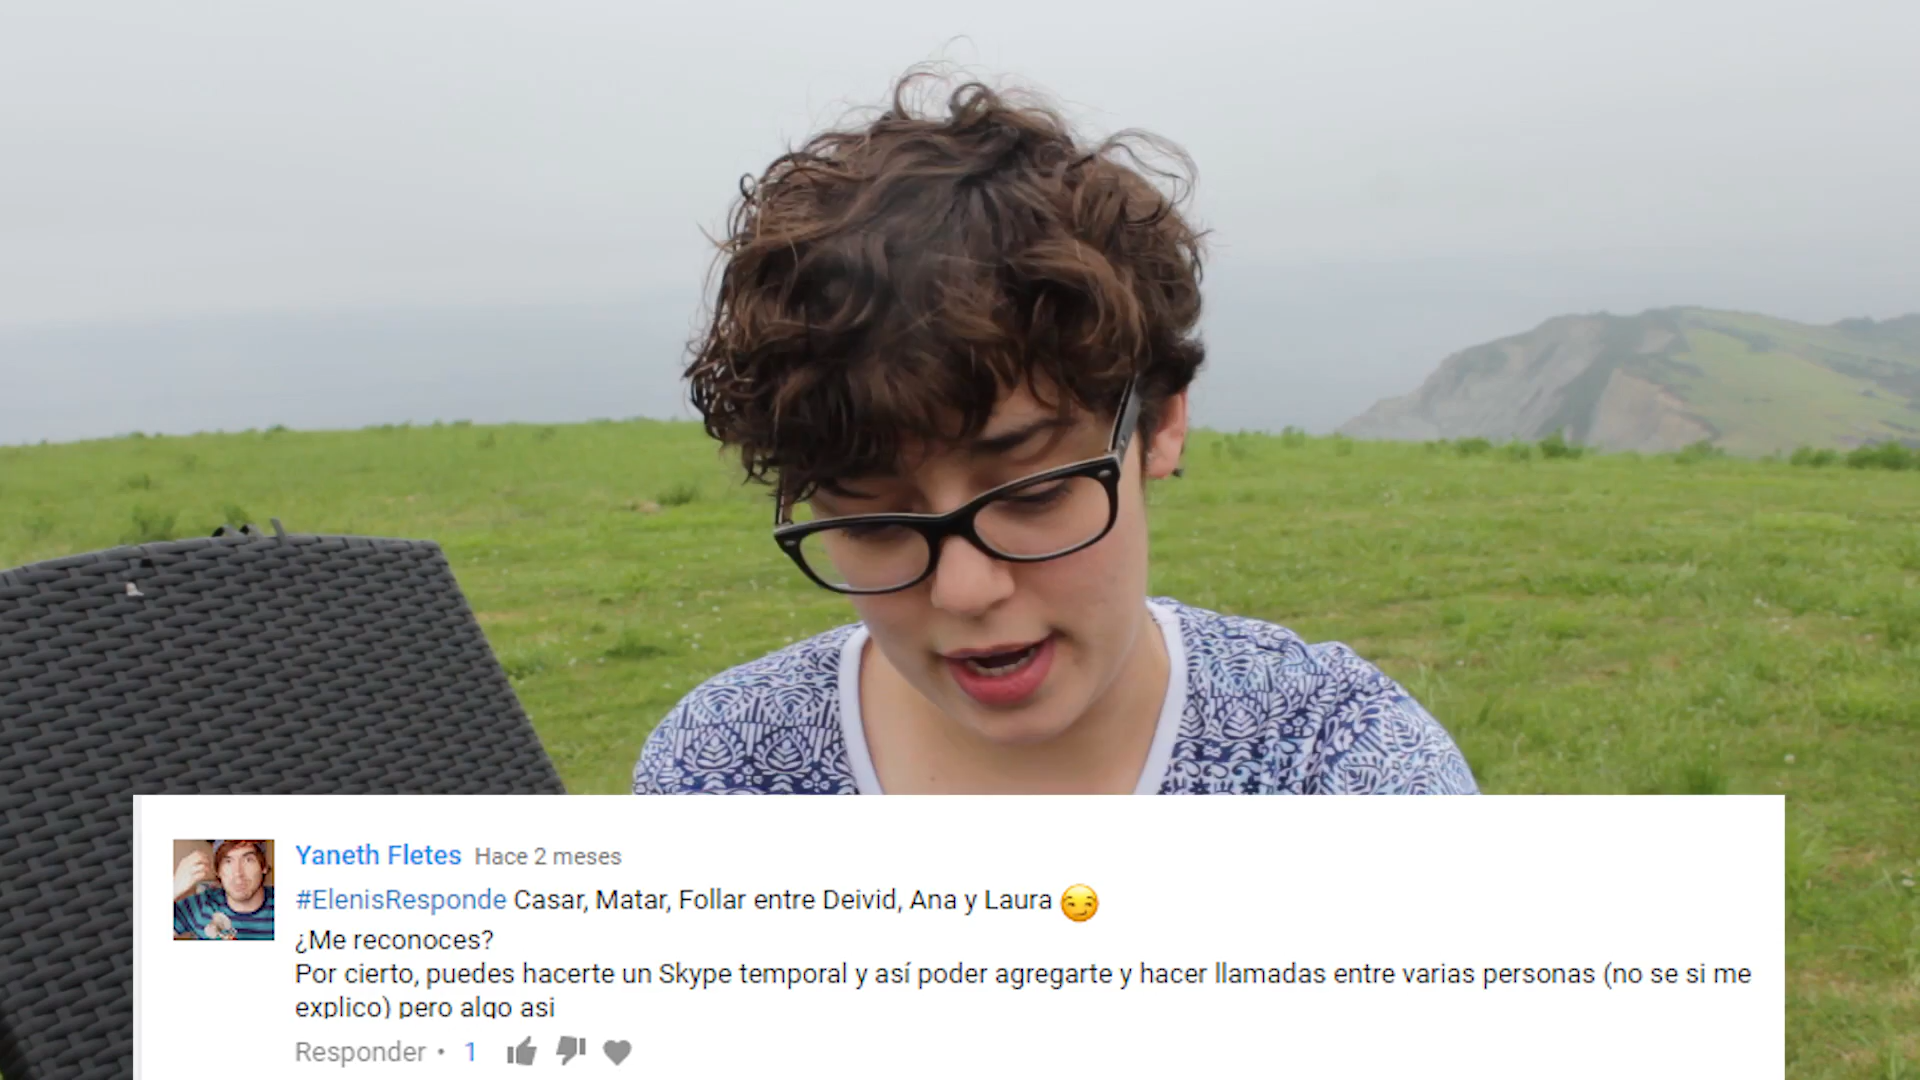 Yaneth Fletes Hace 2 meses
#ElenisResponde Casar, Matar, Follar entre Deivid, Ana y Laura 😏
¿Me reconoces?
Por cierto, puedes hacerte un Skype temporal y así poder agregarte y hacer llamadas entre varias personas (no se si me
explico) pero algo asi
Responder • 1